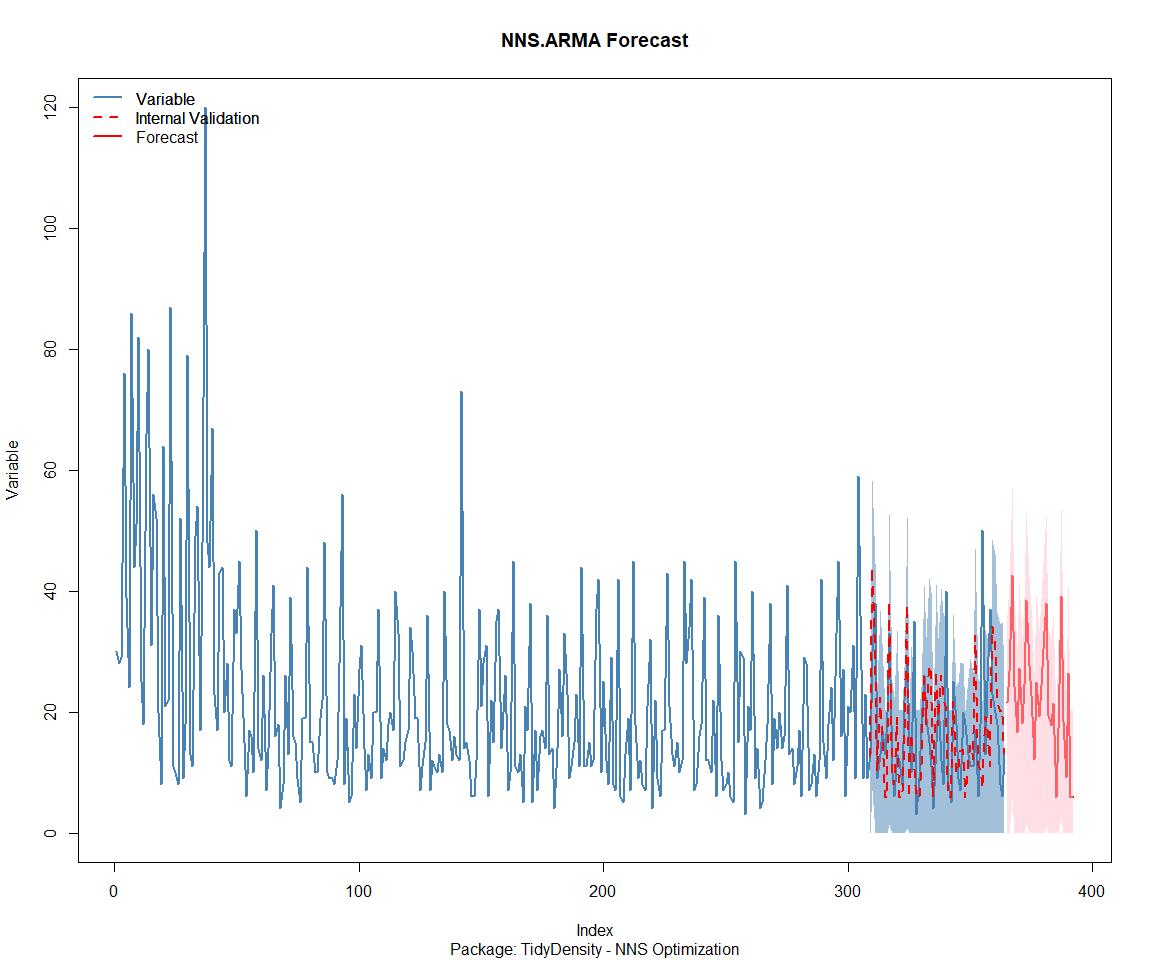 NNS.ARMA Forecast
Variable
Internal Validation
Forecast
120
100
80
60
40
20
0
Variable
0
100
200
300
400
Index
Package: TidyDensity - NNS Optimization